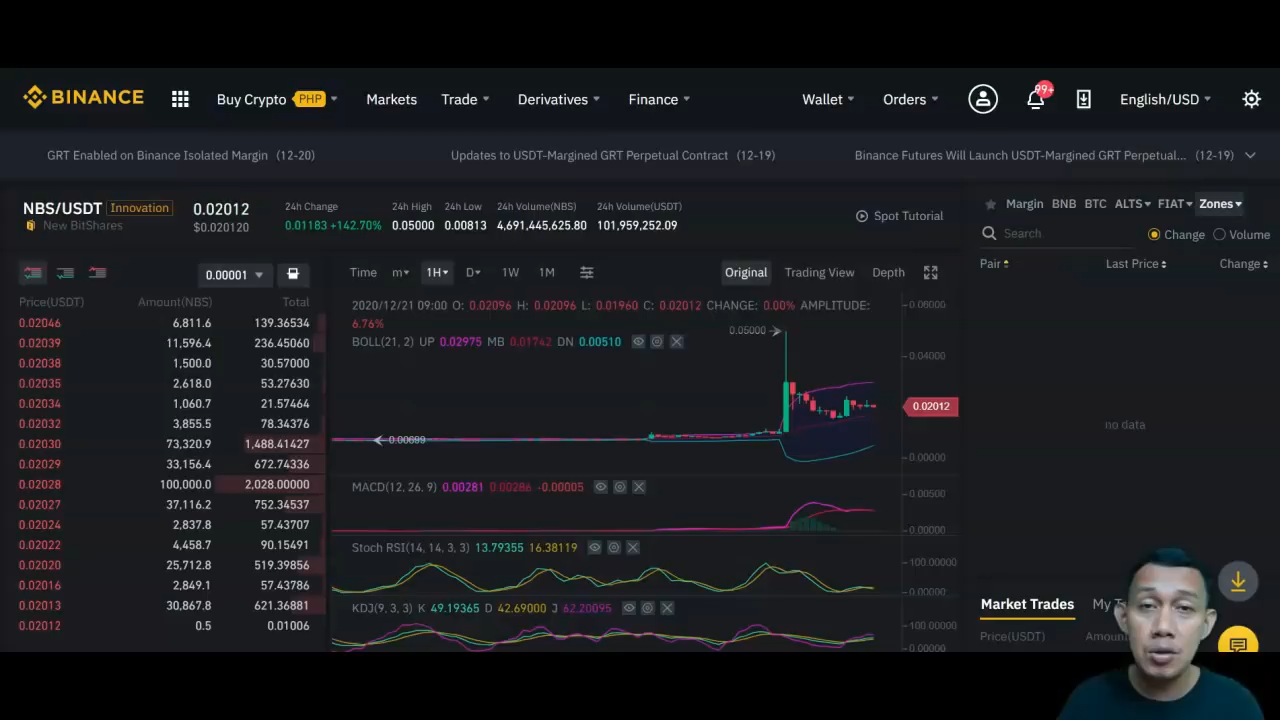 BINANCE
Buy Crypto PHP Markets Trade Derivatives Finance Wallet Orders 99+ English/USD
GRT Enabled on Binance Isolated Margin (12-20) Updates to USDT-Margined GRT Perpetual Contract (12-19) Binance Futures Will Launch USDT-Margined GRT Perpetual... (12-19)
NBS/USDT Innovation
New BitShares
0.02012
$0.020120
24h Change 24h High 24h Low 24h Volume(NBS) 24h Volume(USDT)
0.01183 +142.70% 0.05000 0.00813 4,691,445,625.80 101,959,252.09
Spot Tutorial
Margin BNB BTC ALTS FIAT Zones
Search Change Volume
Pair Last Price Change
no data
0.00001
Price(USDT) Amount(NBS) Total
0.02046 6,811.6 139.36534
0.02039 11,596.4 236.45060
0.02038 1,500.0 30.57000
0.02035 2,618.0 53.27630
0.02034 1,060.7 21.57464
0.02032 3,855.5 78.34376
0.02030 73,320.9 1,488.41427
0.02029 33,156.4 672.74336
0.02028 100,000.0 2,028.00000
0.02027 37,116.2 752.34537
0.02024 2,837.8 57.43707
0.02022 4,458.7 90.15491
0.02020 25,712.8 519.39856
0.02016 2,849.1 57.43786
0.02013 30,867.8 621.36881
0.02012 0.5 0.01006
Time m 1H D 1W 1M Original Trading View Depth
2020/12/21 09:00 O: 0.02096 H: 0.02096 L: 0.01960 C: 0.02012 CHANGE: 0.00% AMPLITUDE:
6.76%
BOLL(21, 2) UP 0.02975 MB 0.01742 DN 0.00510
0.05000
0.00699
0.06000
0.04000
0.02012
0.00000
MACD(12, 26, 9) 0.00281 0.00286 -0.00005
0.00500
0.00000
Stoch RSI(14, 14, 3, 3) 13.79355 16.38119
100.00000
0.00000
KDJ(9, 3, 3) K 49.19365 D 42.69000 J 62.20095
100.00000
0.00000
Market Trades My
Price(USDT)